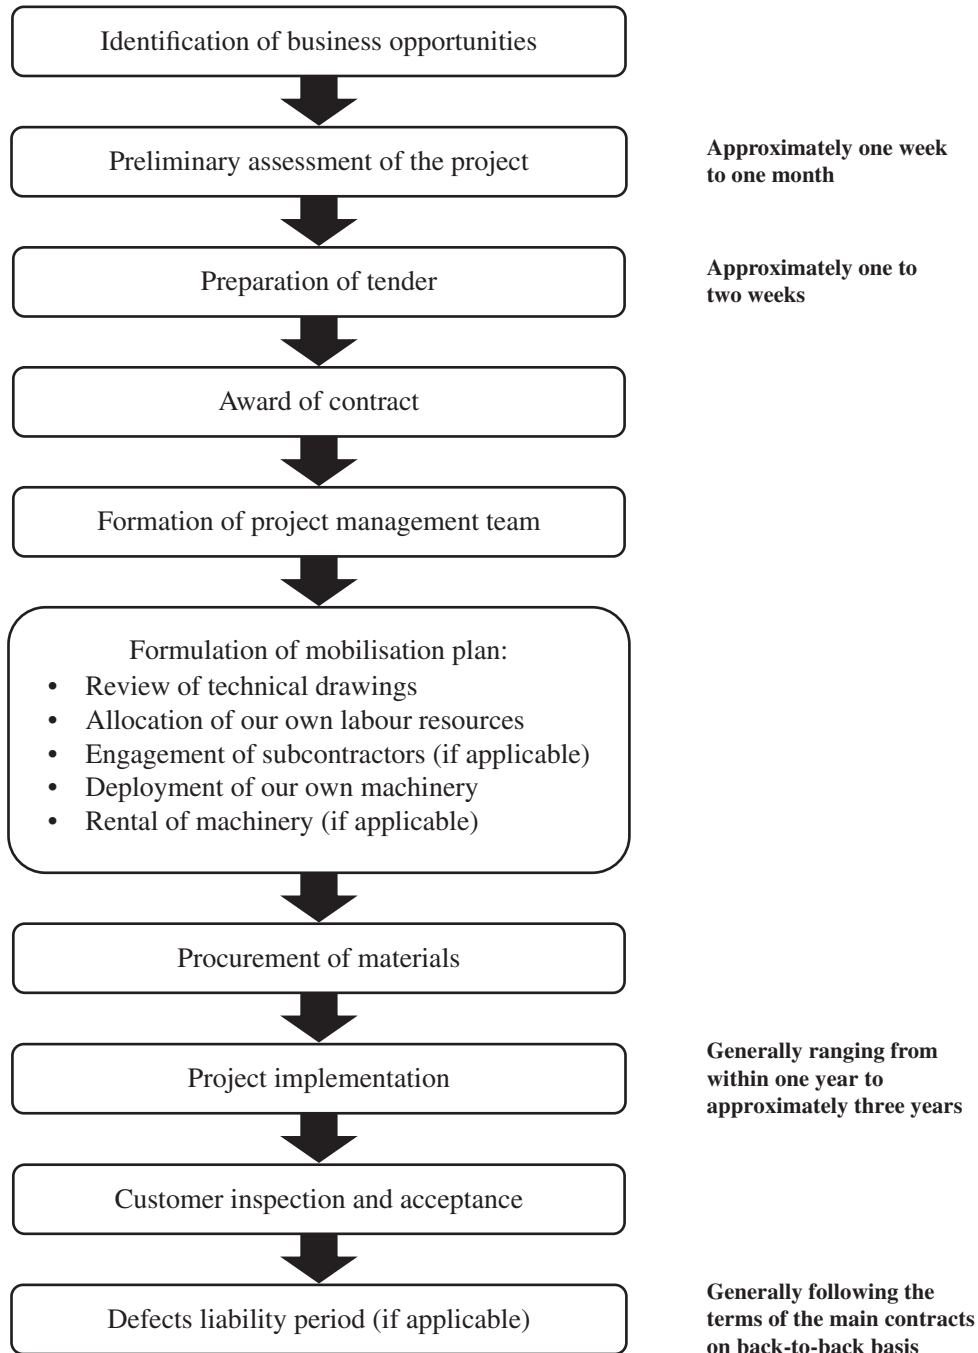 Identification of business opportunities
Preliminary assessment of the project
Approximately one week
to one month
Preparation of tender
Approximately one to
two weeks
Award of contract
Formation of project management team
Formulation of mobilisation plan:
• Review of technical drawings
• Allocation of our own labour resources
• Engagement of subcontractors (if applicable)
• Deployment of our own machinery
• Rental of machinery (if applicable)
Procurement of materials
Project implementation
Generally ranging from
within one year to
approximately three years
Customer inspection and acceptance
Defects liability period (if applicable)
Generally following the
terms of the main contracts
on back-to-back basis